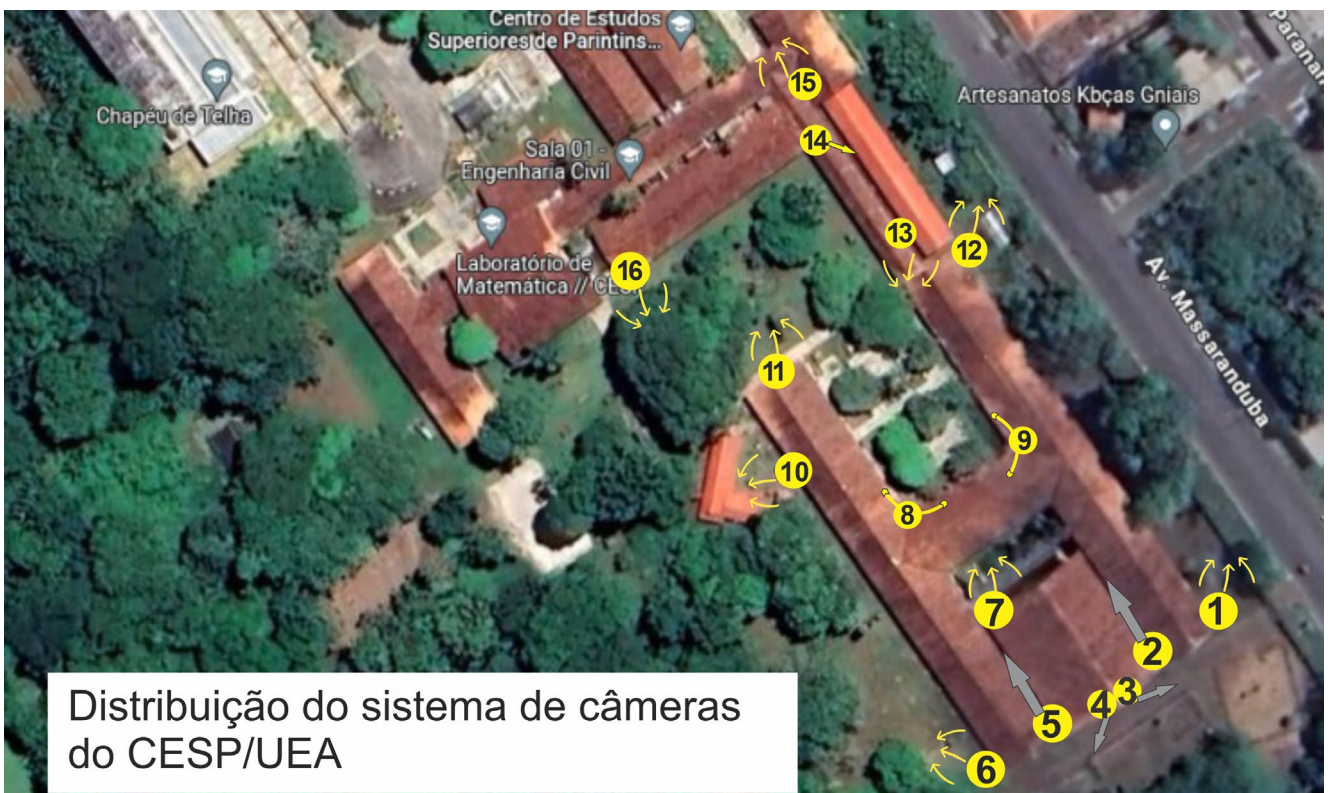 Centro de Estudos
Superiores de Parintins...
Chapéu de Telha
Artesanatos Kbças Gniais
15
14
Sala 01 -
Engenharia Civil
13
12
Laboratório de
Matemática // CESP
16
Av. Massaranduba
11
9
10
8
7
1
2
3
4
5
6
Distribuição do sistema de câmeras
do CESP/UEA